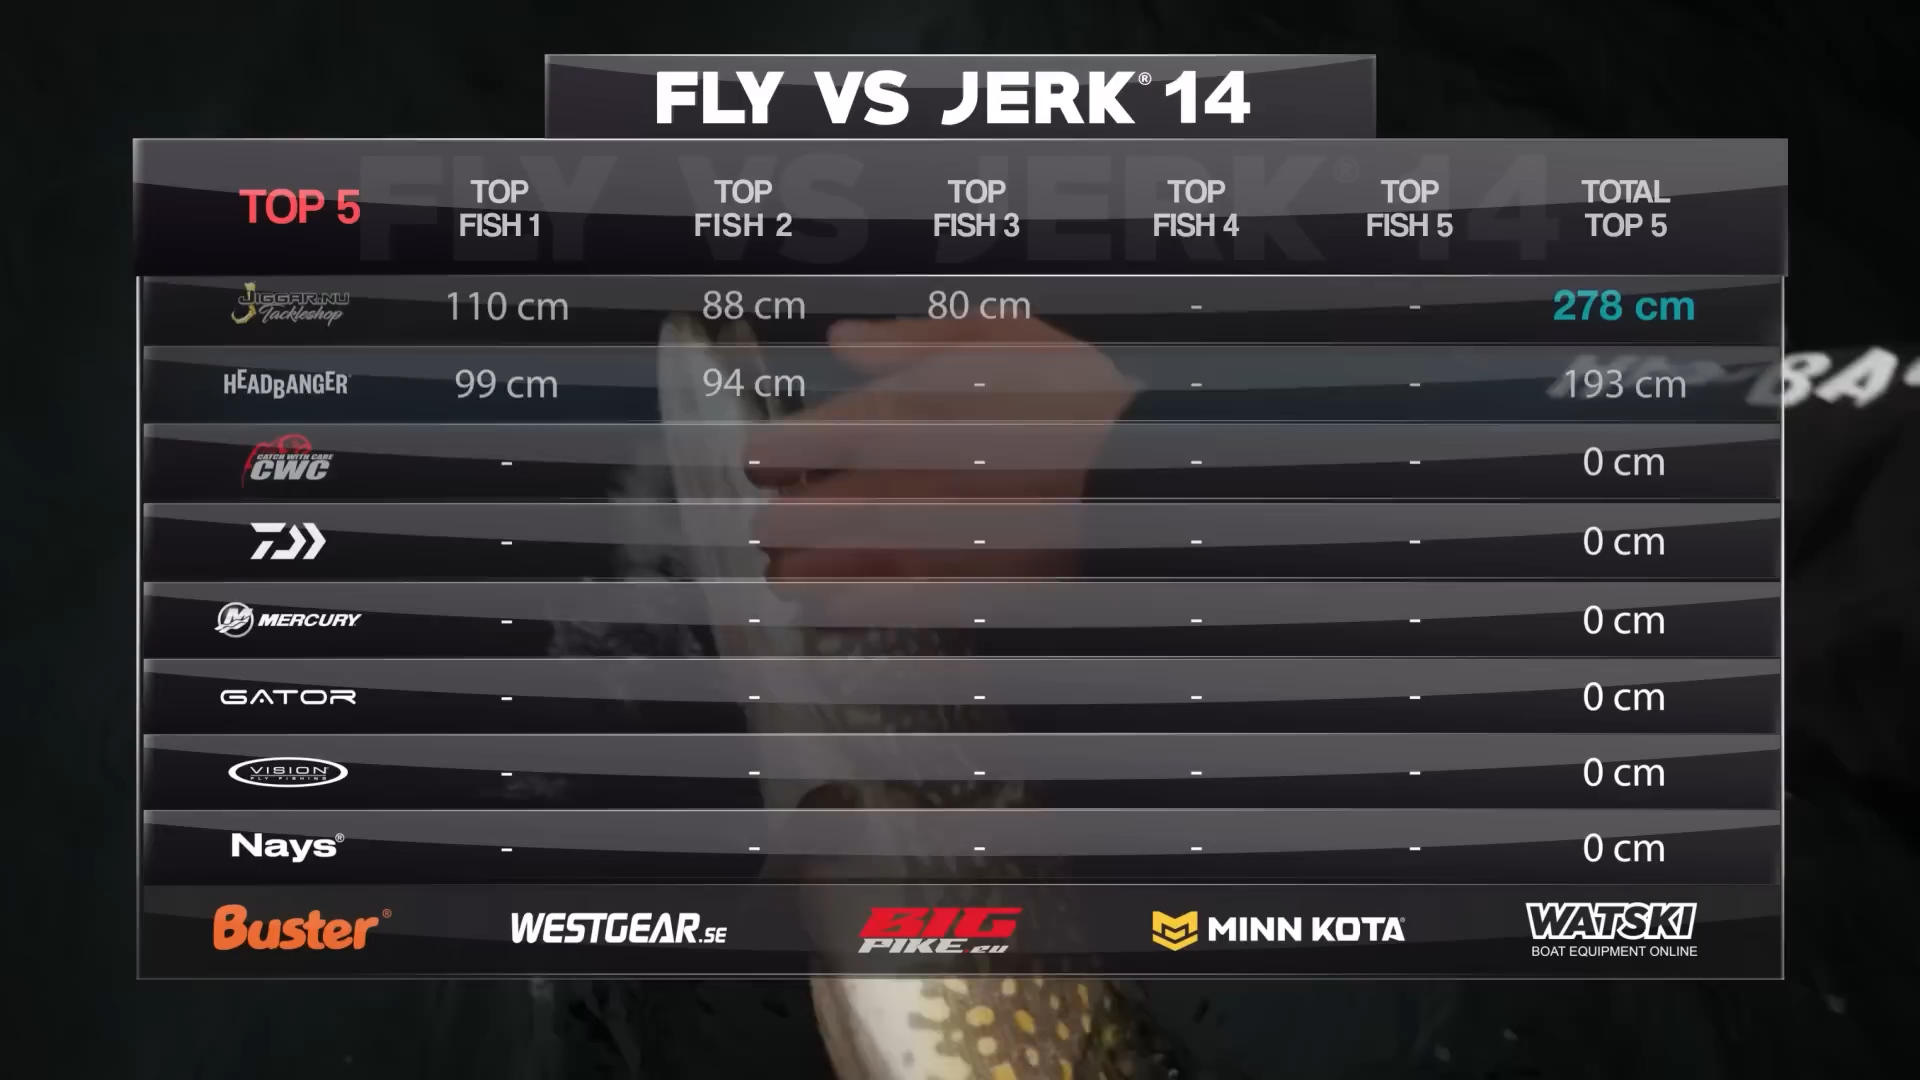 FLY VS JERK® 14
TOP 5 TOP FISH 1 TOP FISH 2 TOP FISH 3 TOP FISH 4 TOP FISH 5 TOTAL TOP 5
JIGGAR.NU Tackleshop 110 cm 88 cm 80 cm - - 278 cm
HEADBANGER 99 cm 94 cm - - - 193 cm
CATCH WITH CARE CWC - - - - - 0 cm
- - - - - 0 cm
MERCURY - - - - - 0 cm
GATOR - - - - - 0 cm
VISION FLY FISHING - - - - - 0 cm
Nays® - - - - - 0 cm
Buster® WESTGEAR.SE BIG PIKE.eu MINN KOTA® WATSKI BOAT EQUIPMENT ONLINE